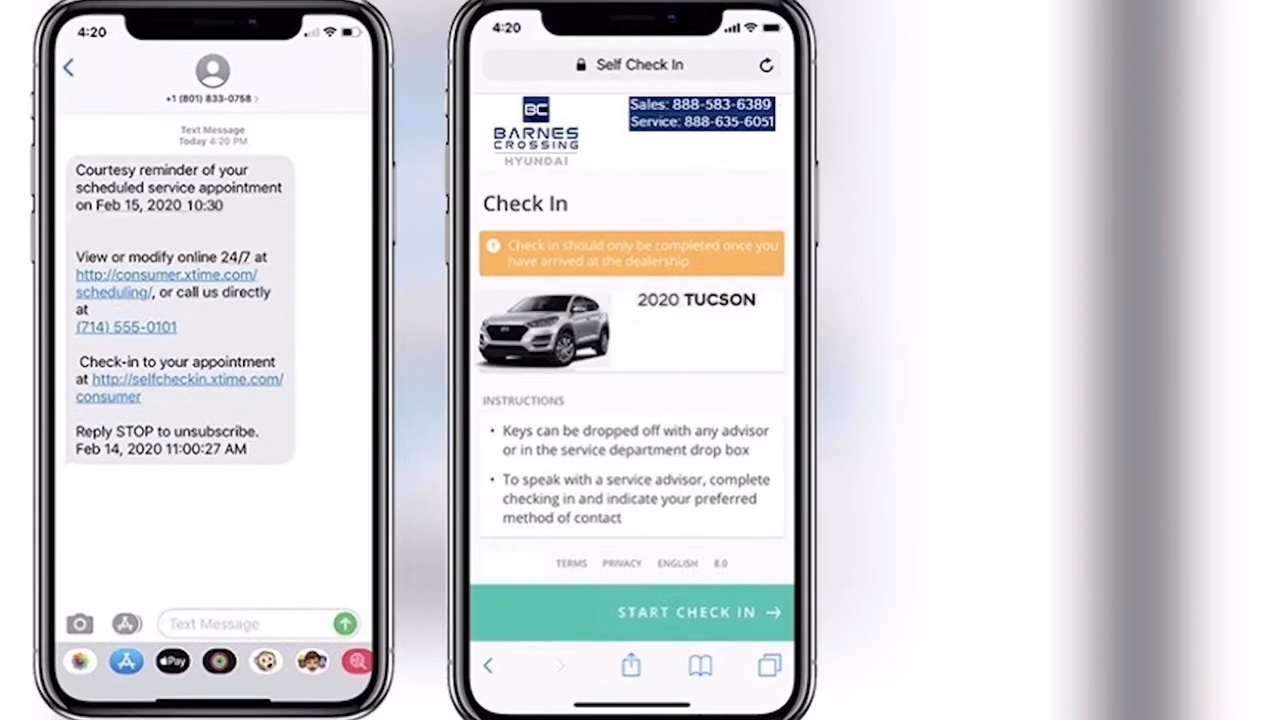 4:20
+1 (801) 833-0758
Text Message
Today 4:20 PM
Courtesy reminder of your
scheduled service appointment
on Feb 15, 2020 10:30
View or modify online 24/7 at
http://consumer.xtime.com/
scheduling/, or call us directly
at
(714) 555-0101
Check-in to your appointment
at http://selfcheckin.xtime.com/
consumer
Reply STOP to unsubscribe.
Feb 14, 2020 11:00:27 AM
Text Message
Pay
4:20
Self Check In
BC
BARNES
CROSSING
HYUNDAI
Sales: 888-583-6389
Service: 888-635-6051
Check In
Check in should only be completed once you
have arrived at the dealership
2020 TUCSON
INSTRUCTIONS
• Keys can be dropped off with any advisor
or in the service department drop box
• To speak with a service advisor, complete
checking in and indicate your preferred
method of contact
TERMS PRIVACY ENGLISH 8.0
START CHECK IN →